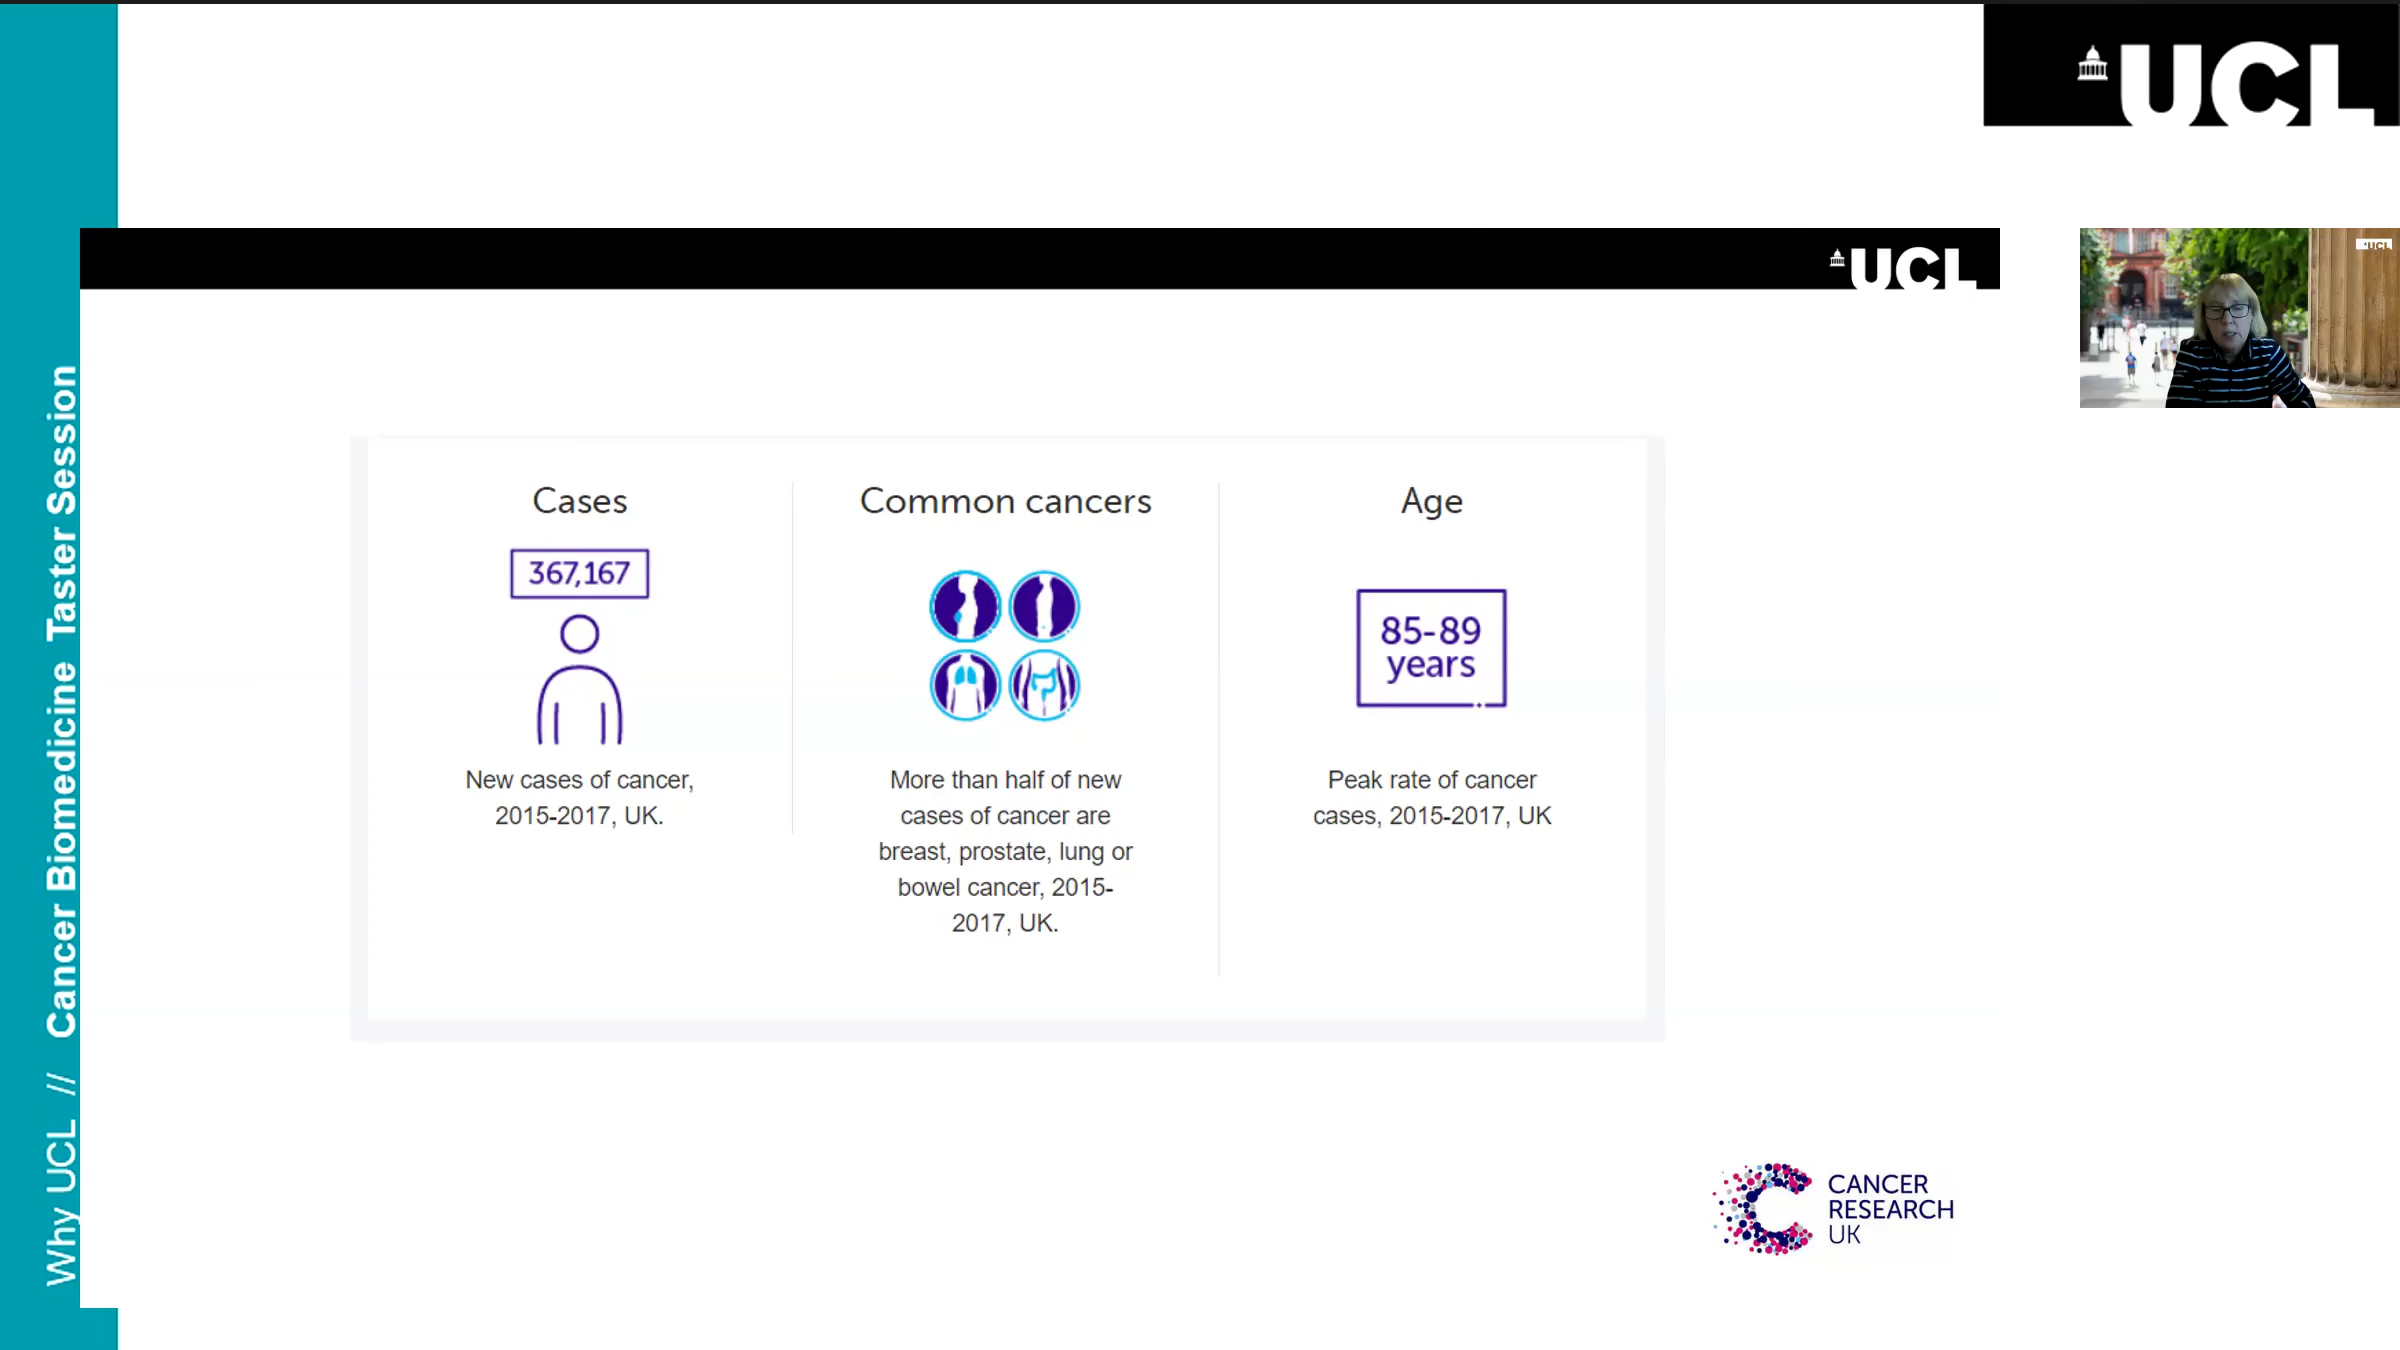 UCL
UCL
UCL
Why UCL // Cancer Biomedicine Taster Session
Cases
367,167
New cases of cancer,
2015-2017, UK.
Common cancers
More than half of new
cases of cancer are
breast, prostate, lung or
bowel cancer, 2015-
2017, UK.
Age
85-89
years
Peak rate of cancer
cases, 2015-2017, UK
CANCER
RESEARCH
UK